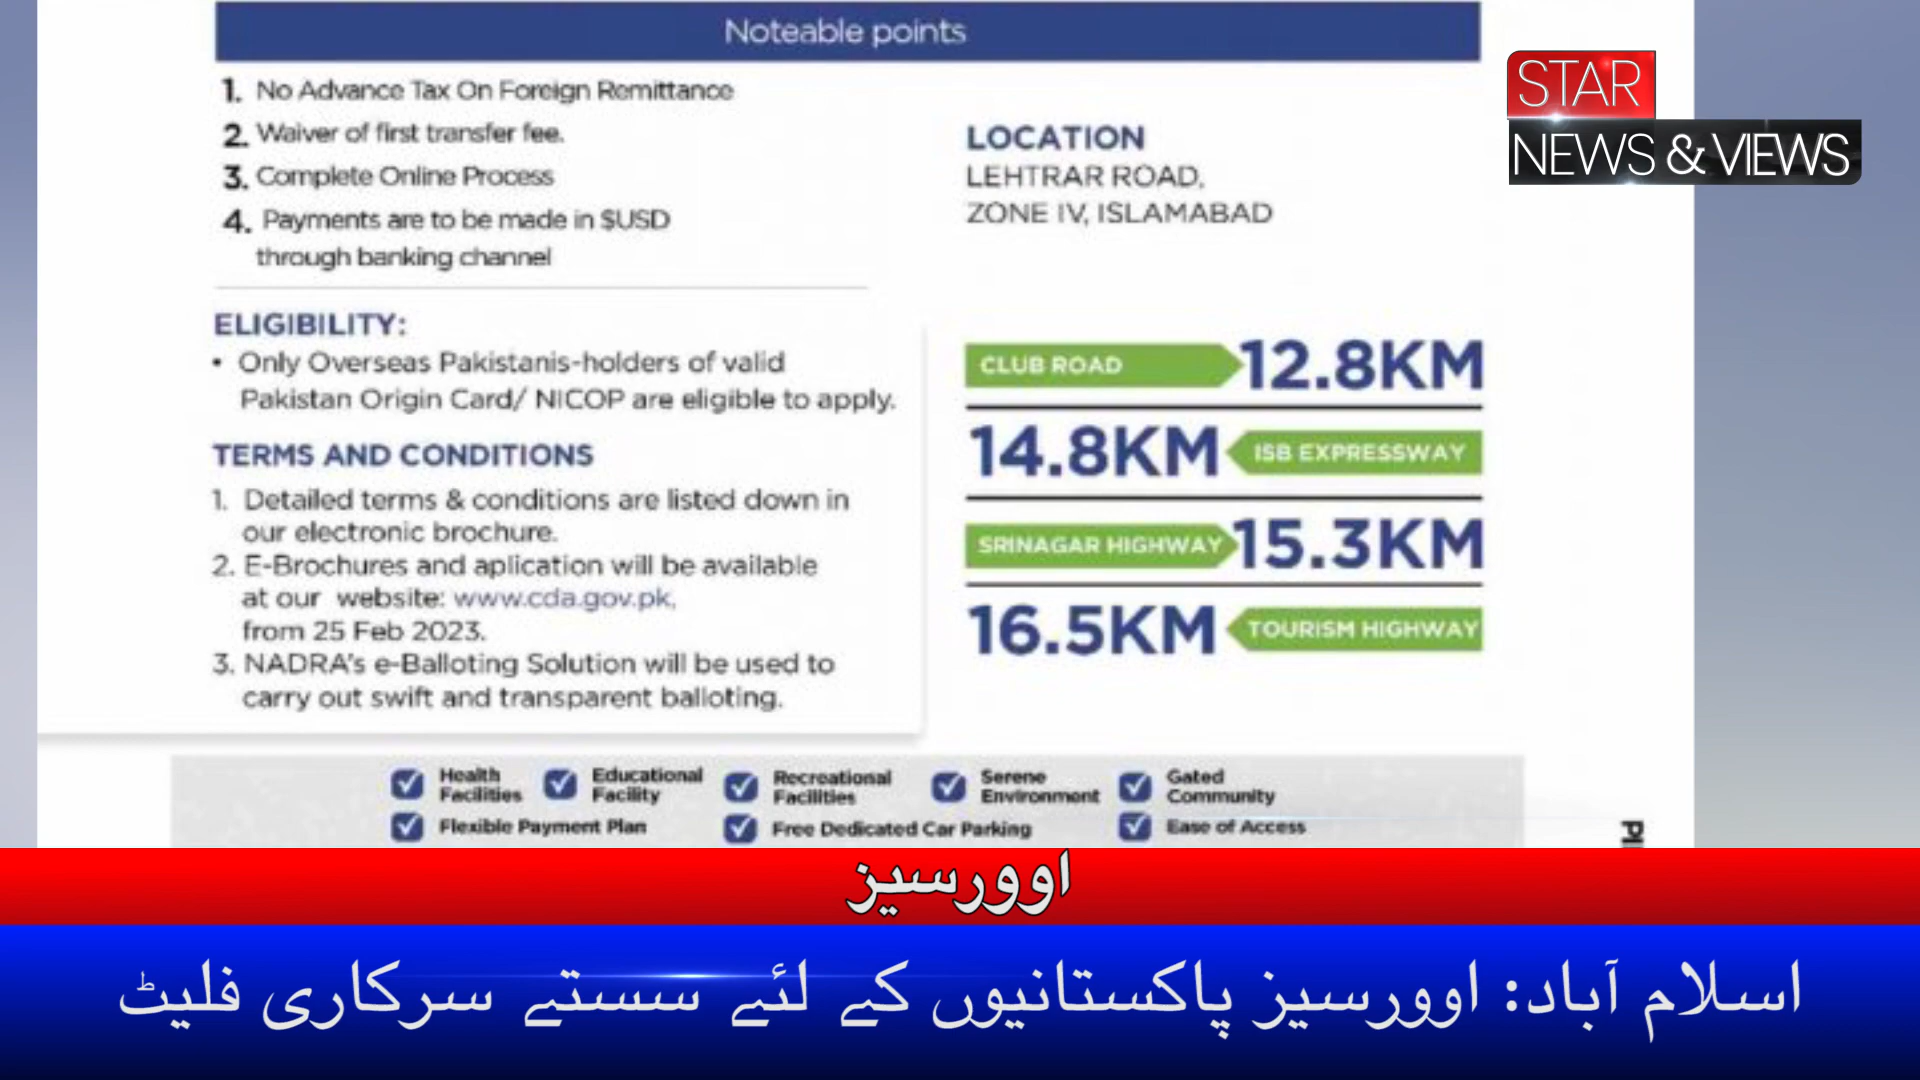 Noteable points
1. No Advance Tax On Foreign Remittance
2. Waiver of first transfer fee.
3. Complete Online Process
4. Payments are to be made in $USD
through banking channel
ELIGIBILITY:
• Only Overseas Pakistanis-holders of valid
Pakistan Origin Card/ NICOP are eligible to apply.
TERMS AND CONDITIONS
1. Detailed terms & conditions are listed down in
our electronic brochure.
2. E-Brochures and aplication will be available
at our website: www.cda.gov.pk,
from 25 Feb 2023.
3. NADRA's e-Balloting Solution will be used to
carry out swift and transparent balloting.
LOCATION
LEHTRAR ROAD,
ZONE IV, ISLAMABAD
CLUB ROAD 12.8KM
14.8KM ISB EXPRESSWAY
SRINAGAR HIGHWAY 15.3KM
16.5KM TOURISM HIGHWAY
STAR
NEWS & VIEWS
Health
Facilities
Educational
Facility
Recreational
Facilities
Serene
Environment
Gated
Community
Flexible Payment Plan
Free Dedicated Car Parking
Ease of Access
اوورسیز
اسلام آباد: اوورسیز پاکستانیوں کے لئے سستے سرکاری فلیٹ